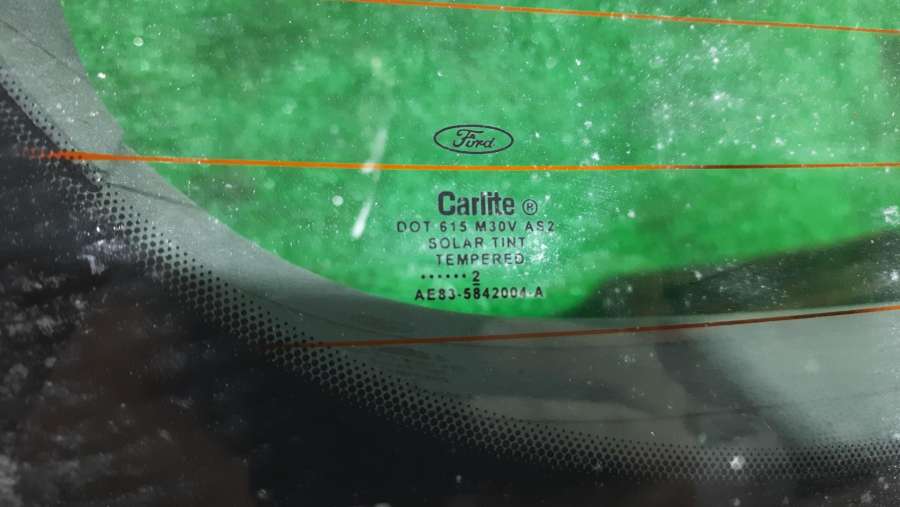 Ford
Carlite ®
DOT 615 M30V AS2
SOLAR TINT
TEMPERED
...... 2
AE83-5842004-A